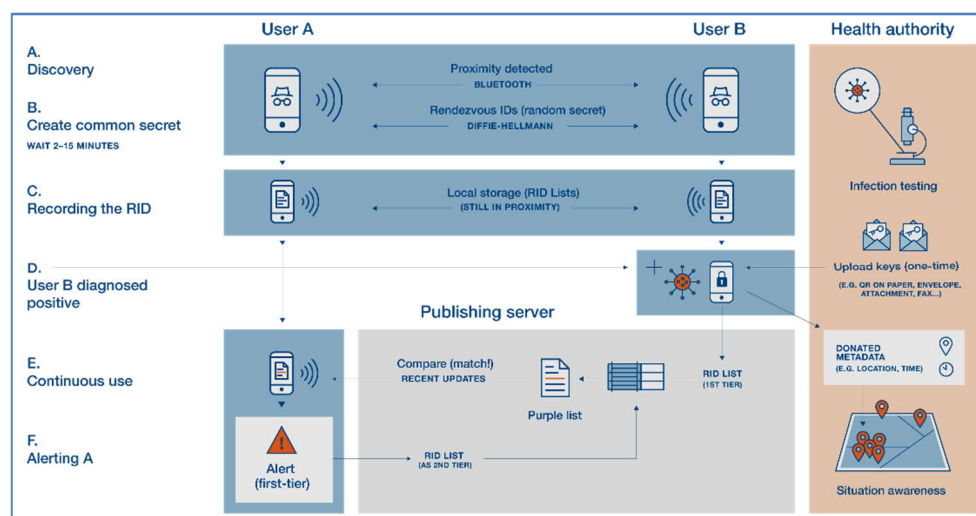 User A
User B
Health authority
A.
Discovery
Proximity detected
BLUETOOTH
B.
Create common secret
WAIT 2–15 MINUTES
Rendezvous IDs (random secret)
DIFFIE-HELLMANN
Infection testing
C.
Recording the RID
Local storage (RID Lists)
(STILL IN PROXIMITY)
D.
User B diagnosed
positive
Upload keys (one-time)
(E.G. QR ON PAPER, ENVELOPE,
ATTACHMENT, FAX...)
Publishing server
E.
Continuous use
Compare (match!)
RECENT UPDATES
Purple list
RID LIST
(1ST TIER)
DONATED
METADATA
(E.G. LOCATION, TIME)
F.
Alerting A
Alert
(first-tier)
RID LIST
(AS 2ND TIER)
Situation awareness